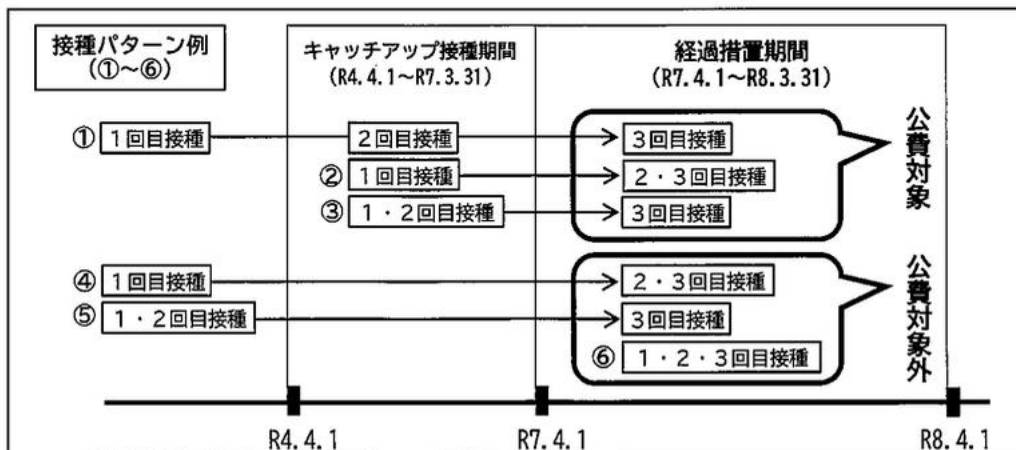 接種パターン例
(①~⑥)
キャッチアップ接種期間
(R4.4.1~R7.3.31)
経過措置期間
(R7.4.1~R8.3.31)
① 1回目接種 2回目接種 3回目接種
② 1回目接種 2・3回目接種
③ 1・2回目接種 3回目接種
公費対象
④ 1回目接種 2・3回目接種
⑤ 1・2回目接種 3回目接種
⑥ 1・2・3回目接種
公費対象外
R4.4.1 R7.4.1 R8.4.1